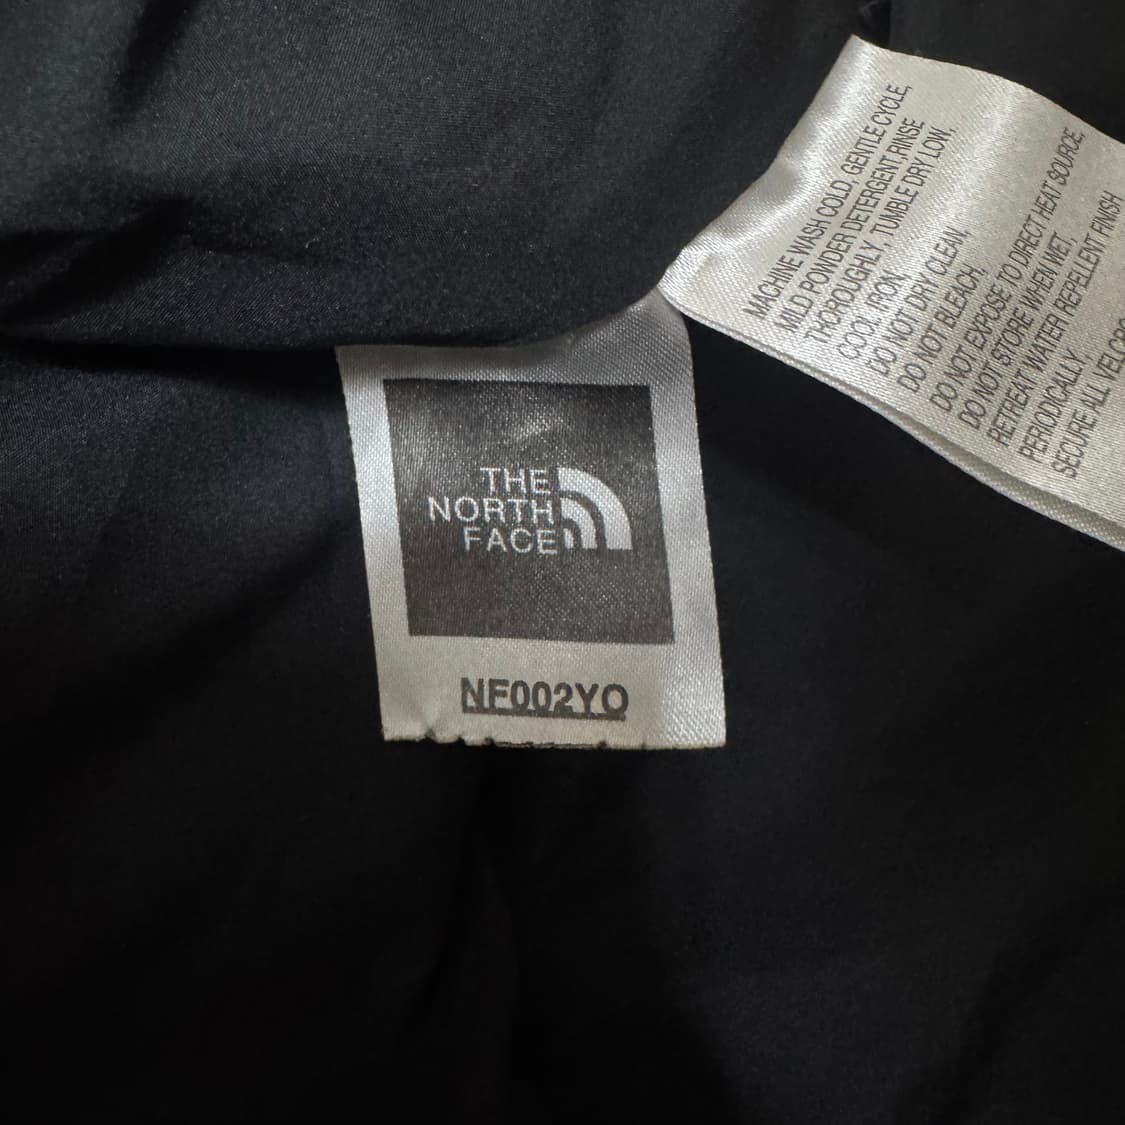 THE
NORTH
FACE
NF002YO
MACHINE WASH COLD, GENTLE CYCLE,
MILD POWDER DETERGENT,RINSE
THOROUGHLY, TUMBLE DRY LOW,
COOL IRON.
DO NOT DRY CLEAN,
DO NOT BLEACH,
DO NOT EXPOSE TO DIRECT HEAT SOURCE,
DO NOT STORE WHEN WET,
RETREAT WATER REPELENT FINISH
PERIODICALLY,
SECURE ALL VELCRO